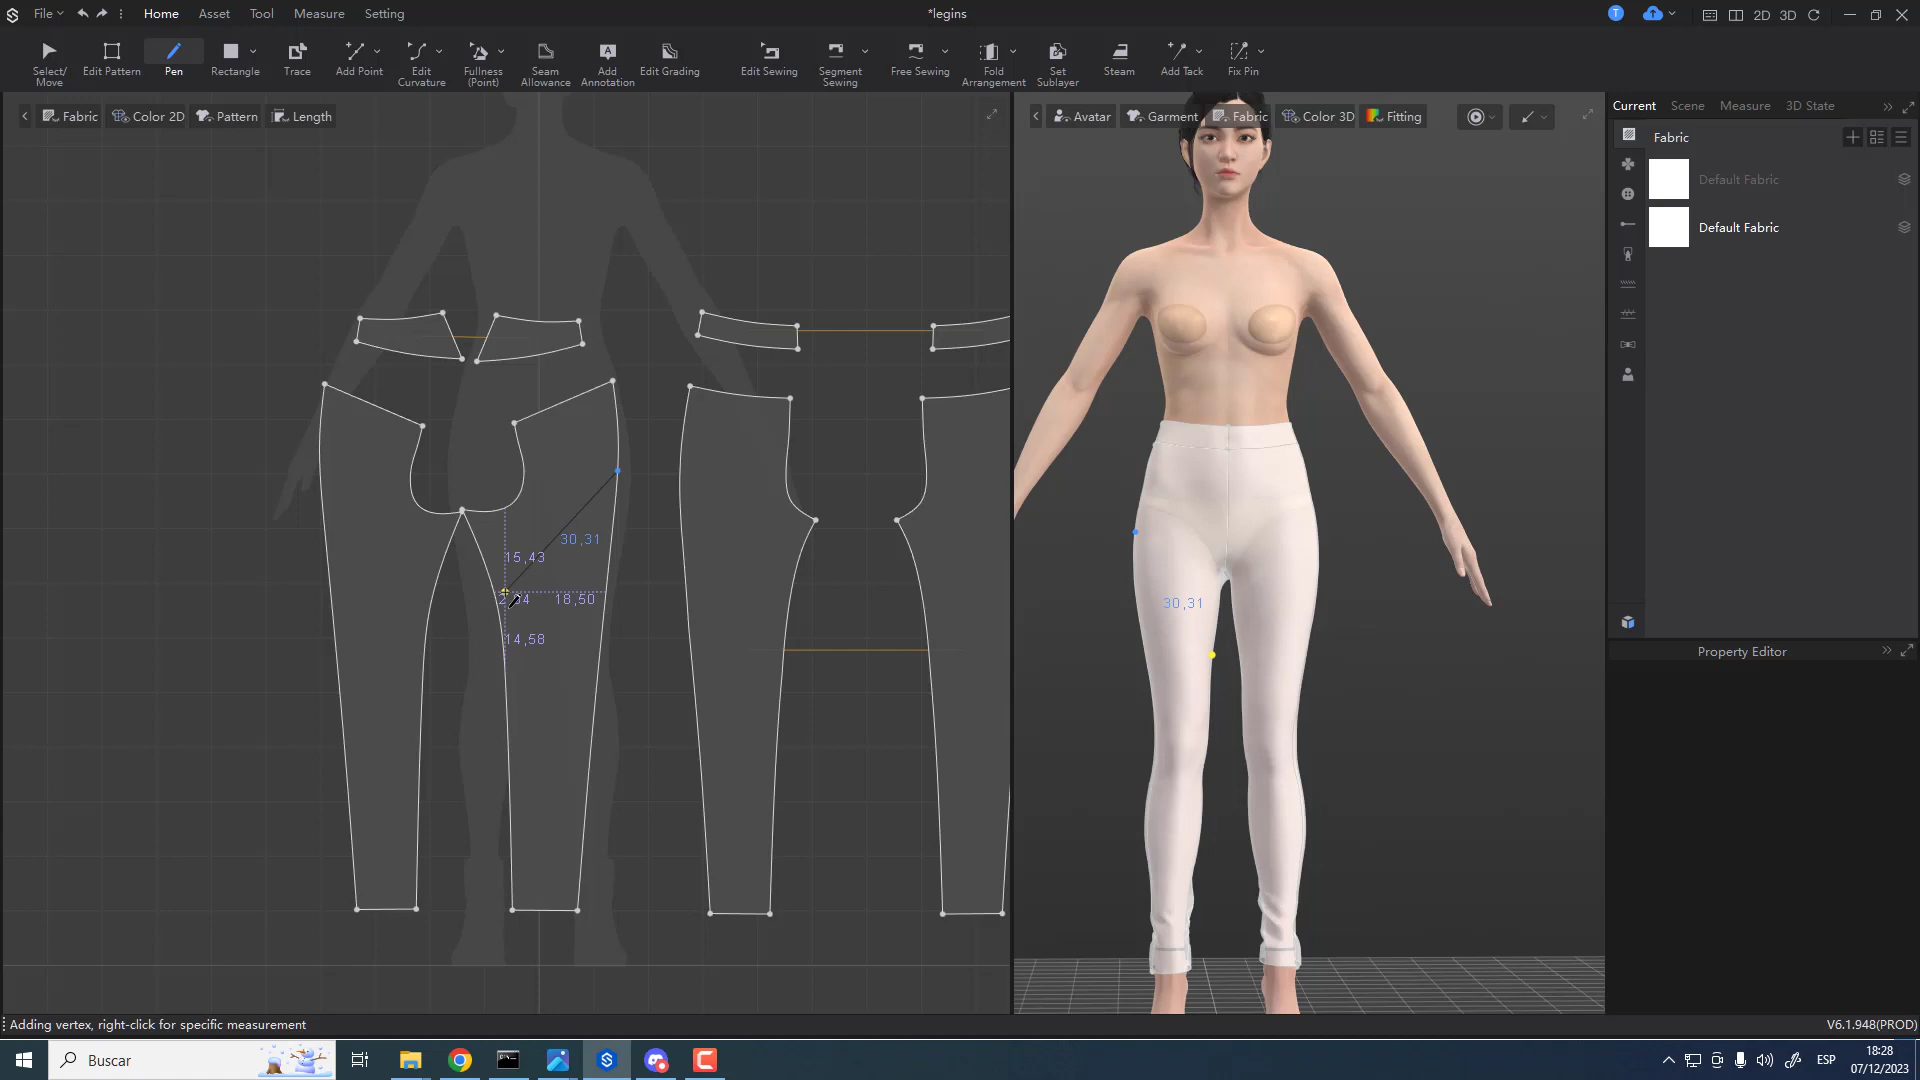 File Home Asset Tool Measure Setting *legins T 2D 3D
Select/ Move Edit Pattern Pen Rectangle Trace Add Point Edit Curvature Fullness (Point) Seam Allowance Add Annotation Edit Grading Edit Sewing Segment Sewing Free Sewing Fold Arrangement Set Sublayer Steam Add Tack Fix Pin
Fabric Color 2D Pattern Length
Avatar Garment Fabric Color 3D Fitting
Current Scene Measure 3D State
Fabric
Default Fabric
Default Fabric
30,31
15,43
18,50
14,58
30,31
Property Editor
Adding vertex, right-click for specific measurement
V6.1.948(PROD)
Buscar
ESP
18:28
07/12/2023